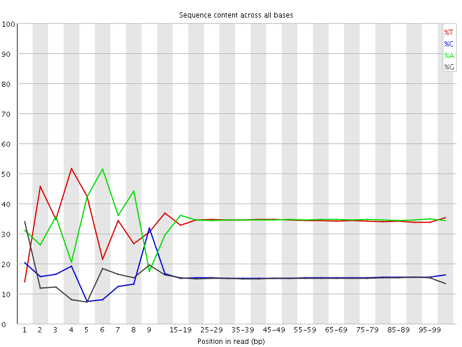 Sequence content across all bases
%T
%C
%A
%G
100
90
80
70
60
50
40
30
20
10
0
1 2 3 4 5 6 7 8 9 15-19 25-29 35-39 45-49 55-59 65-69 75-79 85-89 95-99
Position in read (bp)